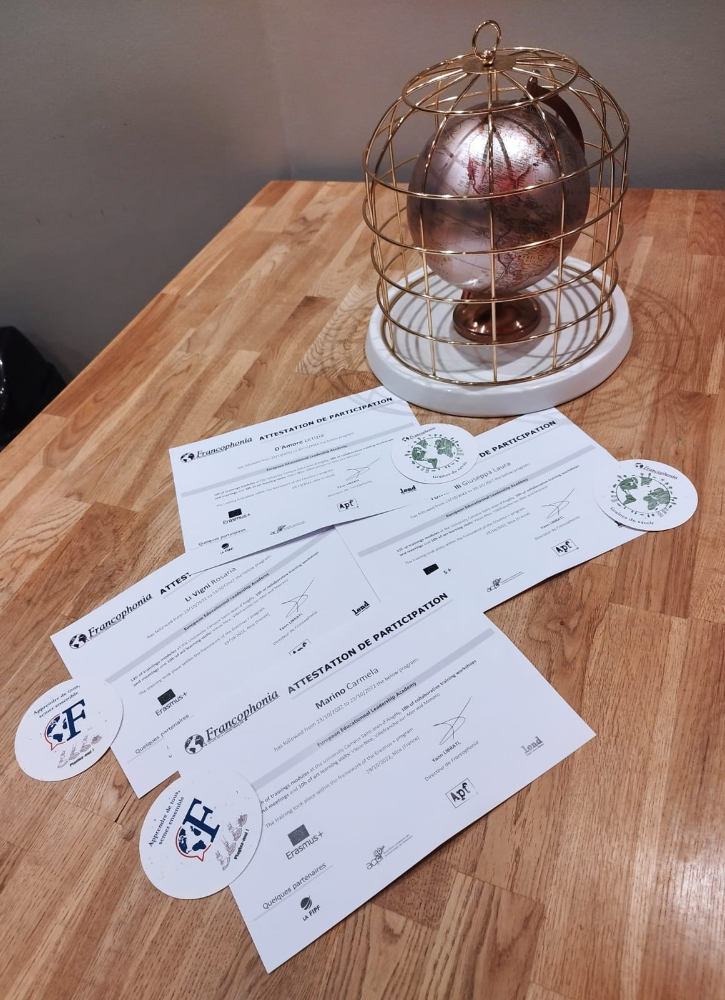 Francophonia
ATTESTATION DE PARTICIPATION
D'Amore Letizia
has followed from 23/10/2022 to 29/10/2022 the below program:
European Educationnal Leadership Academy
12h of trainings modules at the University Campus Saint-Jean-d'Angély, 10h of collaborative training workshops
and meetings and 10h of art learning visits: Vieux-Nice, Villefranche-sur-Mer and Monaco
The training took place within the framework of the Erasmus + program
29/10/2022, Nice (France)
Yann LIBRATI,
Directeur de Francophonia
Erasmus+
Apf
lend
Quelques partenaires
LA FIPF
Francophonia
Graines du savoir
DE PARTICIPATION
Giuseppa Laura
has followed from 23/10/2022 to 29/10/2022 the below program:
European Educationnal Leadership Academy
12h of trainings modules at the University Campus Saint-Jean-d'Angély, 10h of collaborative training workshops
and meetings and 10h of art learning visits: Vieux-Nice, Villefranche-sur-Mer and Monaco
The training took place within the framework of the Erasmus + program
29/10/2022, Nice (France)
Yann LIBRATI,
Directeur de Francophonia
s+
Apf
Francophonia
Graines du savoir
Francophonia
ATTEST
Li Vigni Rosaria
has followed from 23/10/2022 to 29/10/2022 the below program:
European Educationnal Leadership Academy
12h of trainings modules at the University Campus Saint-Jean-d'Angély, 10h of collaborative training workshops
and meetings and 10h of art learning visits: Vieux-Nice, Villefranche-sur-Mer and Monaco
The training took place within the framework of the Erasmus + program
29/10/2022, Nice (France)
Yann LIBRATI,
Directeur de Francophonia
lend
Erasmus+
Quelques partenaires
Apprendre de tous,
semer ensemble
F
Plantez-moi !
Francophonia
ATTESTATION DE PARTICIPATION
Marino Carmela
has followed from 23/10/2022 to 29/10/2022 the below program:
European Educationnal Leadership Academy
h of trainings modules at the University Campus Saint-Jean-d'Angély, 10h of collaborative training workshops
nd meetings and 10h of art learning visits: Vieux-Nice, Villefranche-sur-Mer and Monaco
The training took place within the framework of the Erasmus + program
29/10/2022, Nice (France)
Yann LIBRATI,
Directeur de Francophonia
lend
Apf
Erasmus+
Quelques partenaires
LA FIPF
Apprendre de tous,
semer ensemble
F
Plantez-moi !